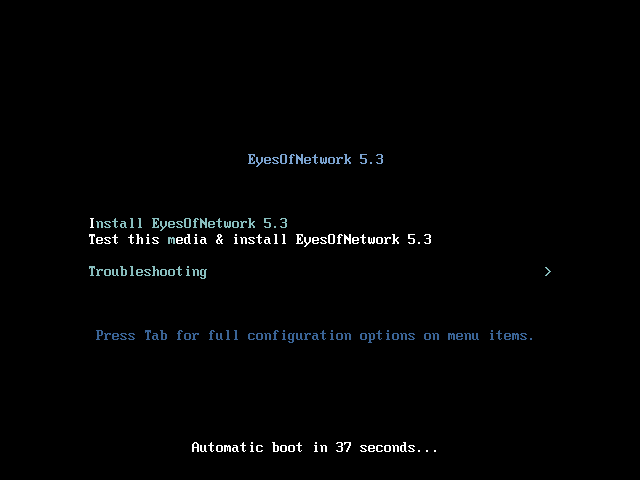 EyesOfNetwork 5.3
Install EyesOfNetwork 5.3
Test this media & install EyesOfNetwork 5.3
Troubleshooting >
Press Tab for full configuration options on menu items.
Automatic boot in 37 seconds...